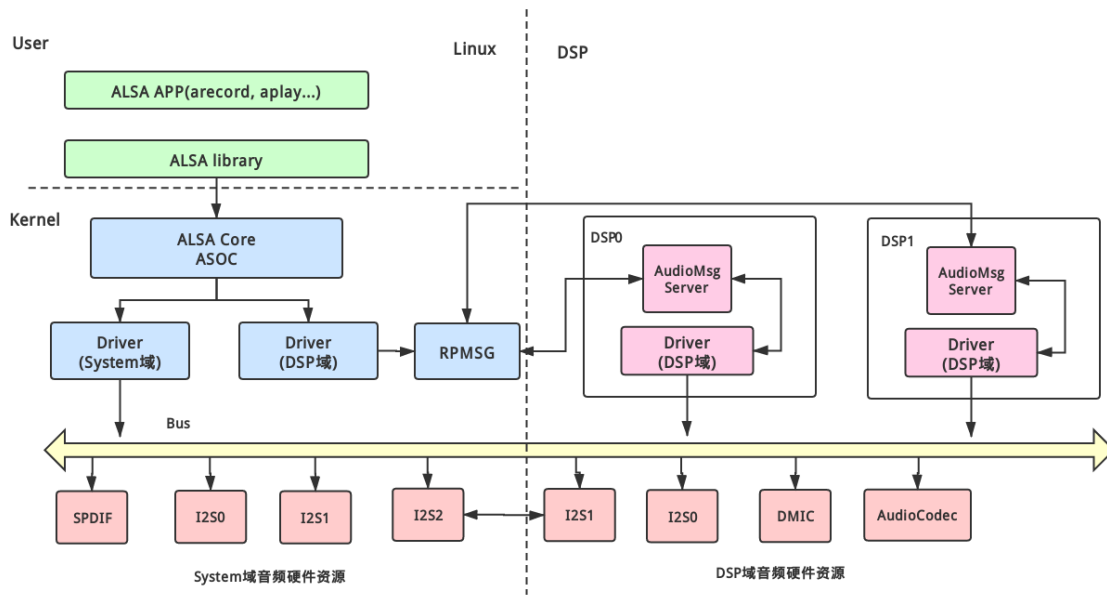 User
Linux
DSP
ALSA APP(arecord, aplay...)
ALSA library
Kernel
ALSA Core
ASOC
DSP0
DSP1
AudioMsg
Server
AudioMsg
Server
Driver
(System域)
Driver
(DSP域)
RPMSG
Driver
(DSP域)
Driver
(DSP域)
Bus
SPDIF
I2S0
I2S1
I2S2
I2S1
I2S0
DMIC
AudioCodec
System域音频硬件资源
DSP域音频硬件资源